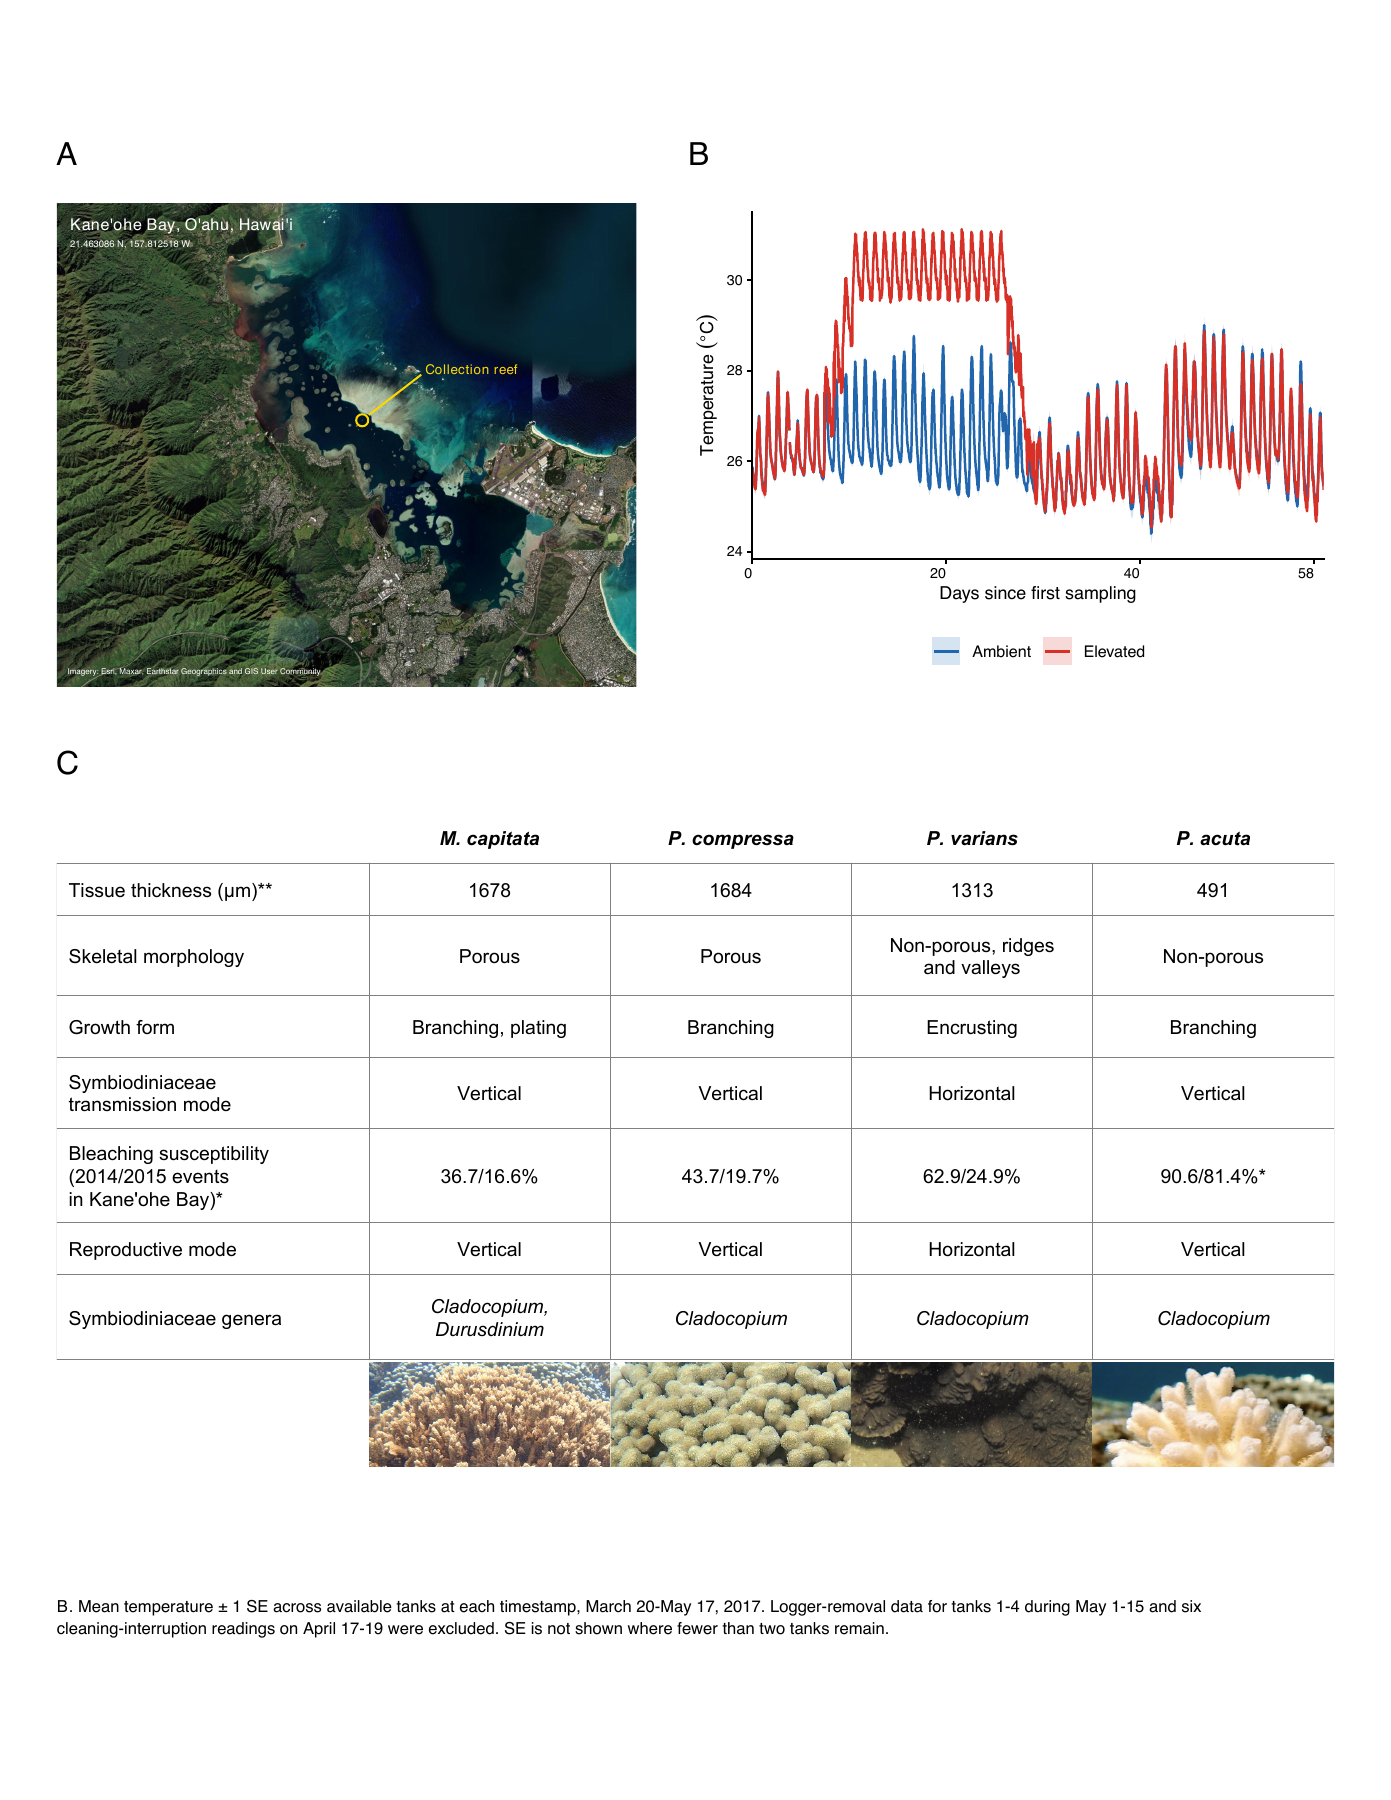 A
B
Kane'ohe Bay, O'ahu, Hawai'i
21.463086 N, 157.812518 W
Collection reef
Imagery: Esri, Maxar, Earthstar Geographics and GIS User Community
Temperature (°C)
30
28
26
24
0
20
40
58
Days since first sampling
Ambient
Elevated
C
M. capitata
P. compressa
P. varians
P. acuta
Tissue thickness (μm)**
1678
1684
1313
491
Skeletal morphology
Porous
Porous
Non-porous, ridges
and valleys
Non-porous
Growth form
Branching, plating
Branching
Encrusting
Branching
Symbiodiniaceae
transmission mode
Vertical
Vertical
Horizontal
Vertical
Bleaching susceptibility
(2014/2015 events
in Kane'ohe Bay)*
36.7/16.6%
43.7/19.7%
62.9/24.9%
90.6/81.4%*
Reproductive mode
Vertical
Vertical
Horizontal
Vertical
Symbiodiniaceae genera
Cladocopium,
Durusdinium
Cladocopium
Cladocopium
Cladocopium
B. Mean temperature ± 1 SE across available tanks at each timestamp, March 20-May 17, 2017. Logger-removal data for tanks 1-4 during May 1-15 and six
cleaning-interruption readings on April 17-19 were excluded. SE is not shown where fewer than two tanks remain.